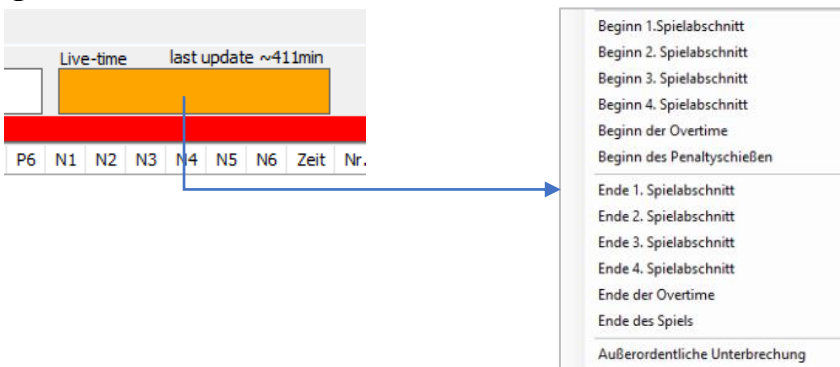 Live-time last update ~411min
P6 N1 N2 N3 N4 N5 N6 Zeit Nr.
Beginn 1.Spielabschnitt
Beginn 2. Spielabschnitt
Beginn 3. Spielabschnitt
Beginn 4. Spielabschnitt
Beginn der Overtime
Beginn des Penaltyschießen
Ende 1. Spielabschnitt
Ende 2. Spielabschnitt
Ende 3. Spielabschnitt
Ende 4. Spielabschnitt
Ende der Overtime
Ende des Spiels
Außerordentliche Unterbrechung